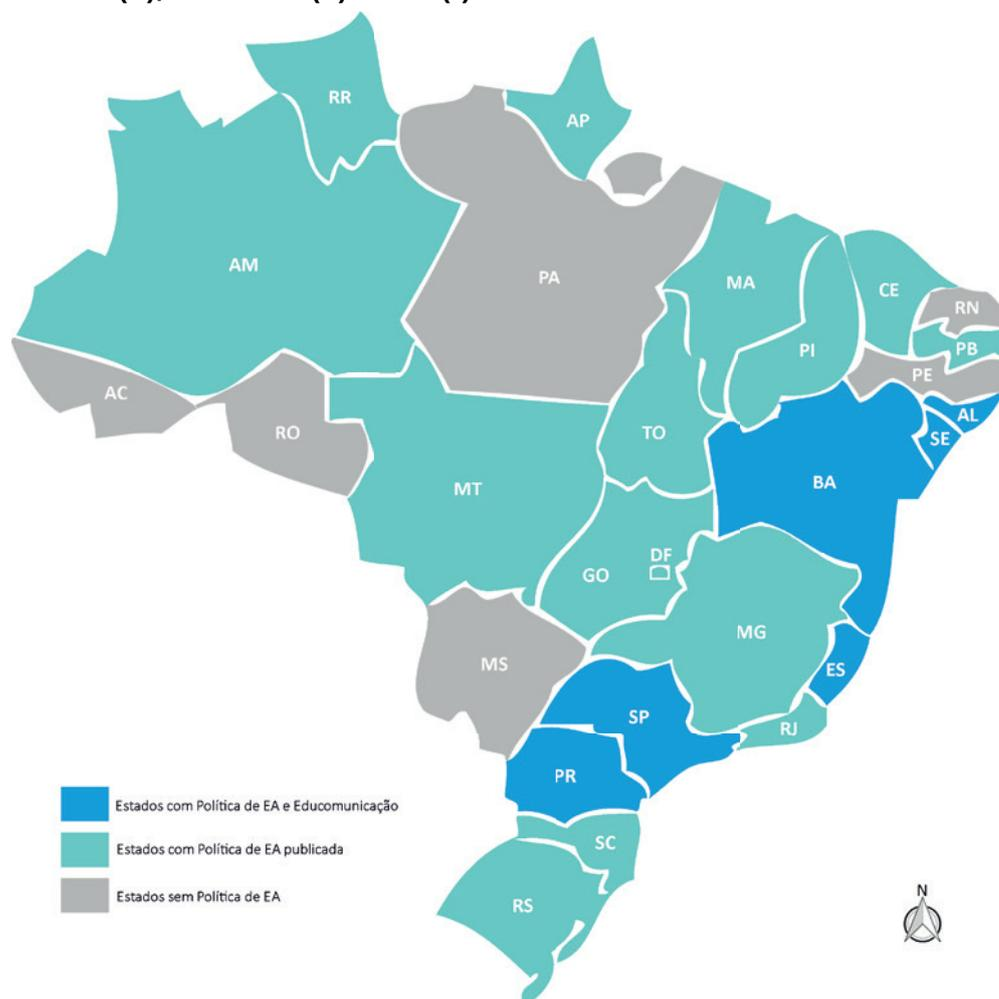 RR
AP
AM
PA
MA
CE
RN
PI
PB
PE
AC
AL
RO
TO
SE
MT
BA
DF
GO
MG
MS
ES
SP
RJ
PR
Estados com Política de EA e Educomunicação
SC
Estados com Política de EA publicada
Estados sem Política de EA
N
RS